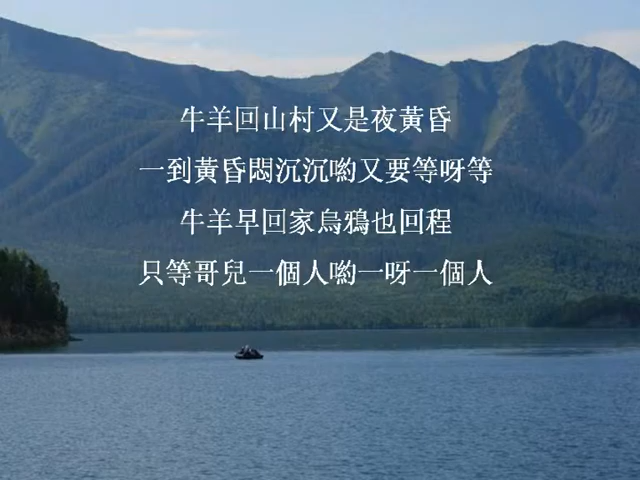 牛羊回山村又是夜黃昏
一到黃昏悶沉沉喲又要等呀等
牛羊早回家烏鴉也回程
只等哥兒一個人喲一呀一個人